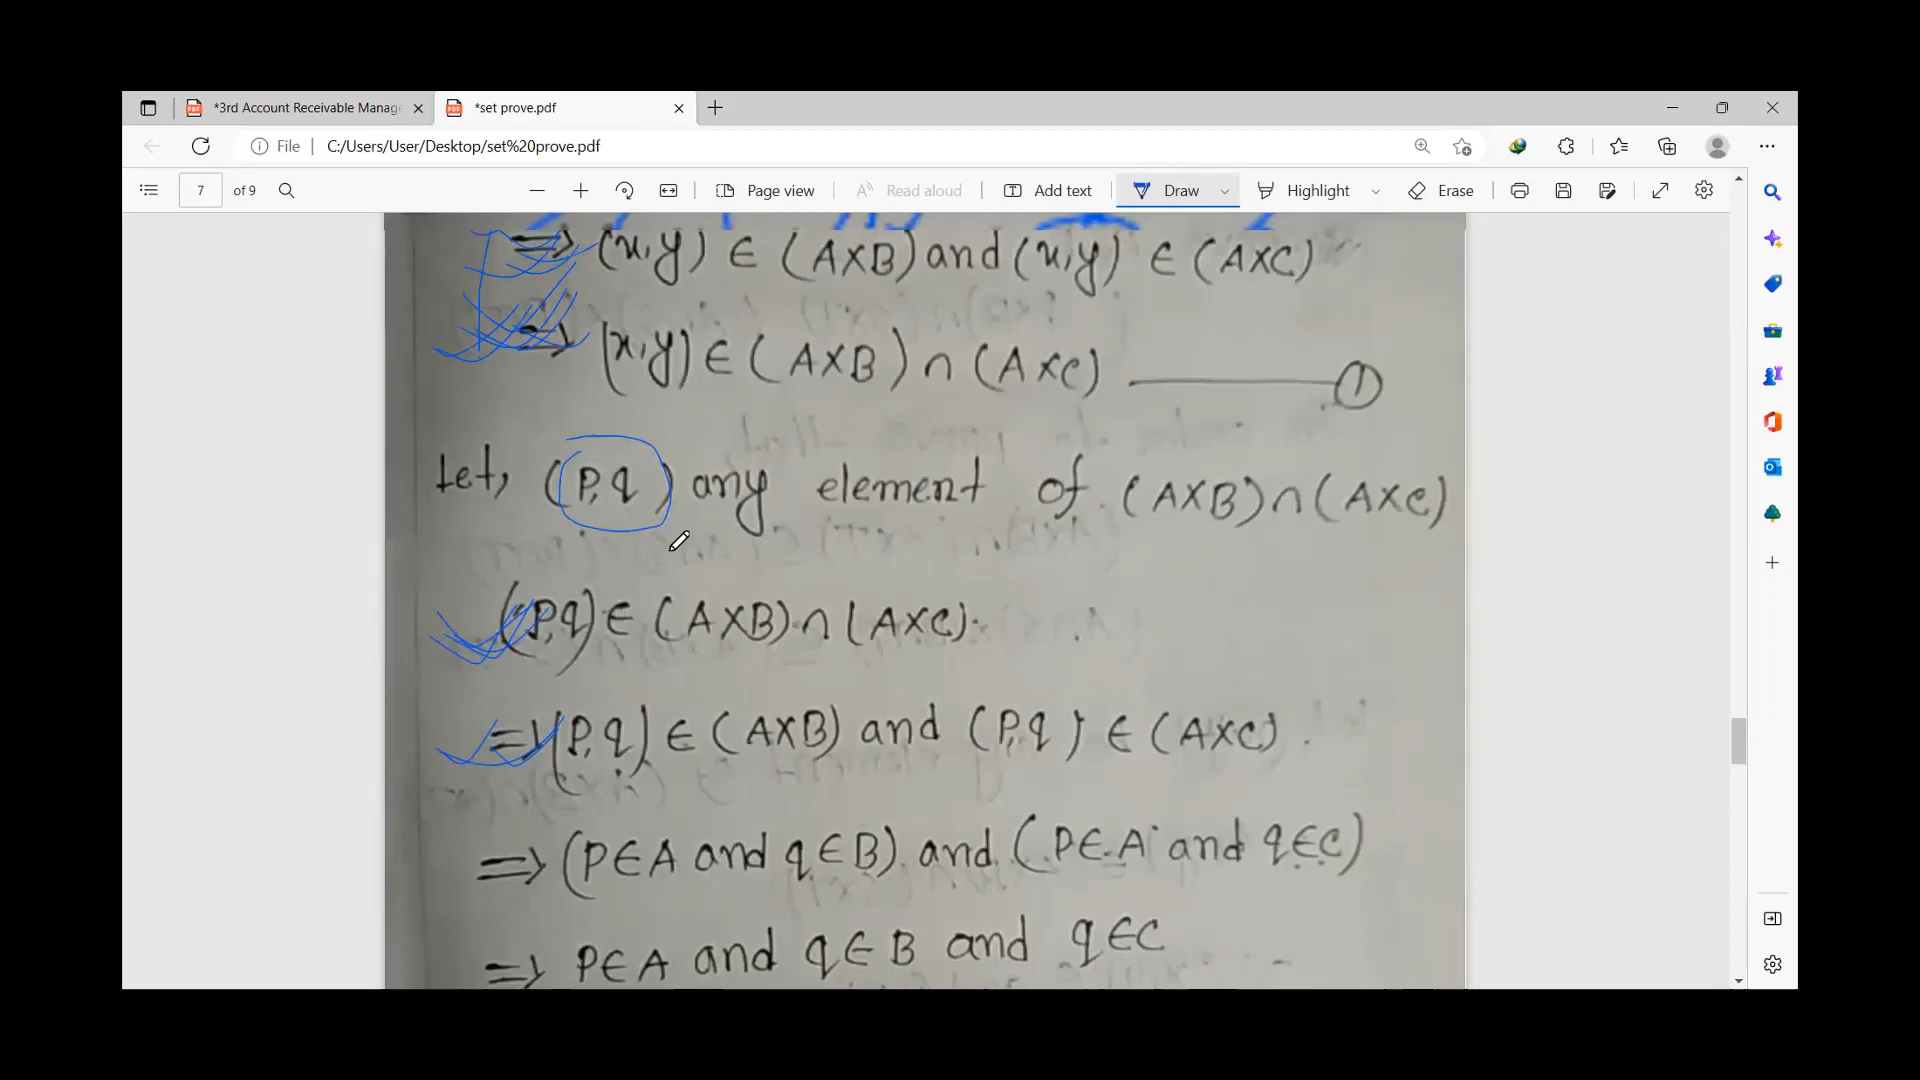 *3rd Account Receivable Manage
*set prove.pdf
File
C:/Users/User/Desktop/set%20prove.pdf
7 of 9
Page view
Read aloud
Add text
Draw
Highlight
Erase
=> (x,y) ∈ (A×B) and (x,y) ∈ (A×C)
=> (x,y) ∈ (A×B) ∩ (A×C) ——— ①
Let, (P,q) any element of (A×B)∩(A×C)
(P,q) ∈ (A×B)∩(A×C).
=> (P,q) ∈ (A×B) and (P,q) ∈ (A×C).
=> (P∈A and q∈B) and (P∈A and q∈C)
=> P∈A and q∈B and q∈C